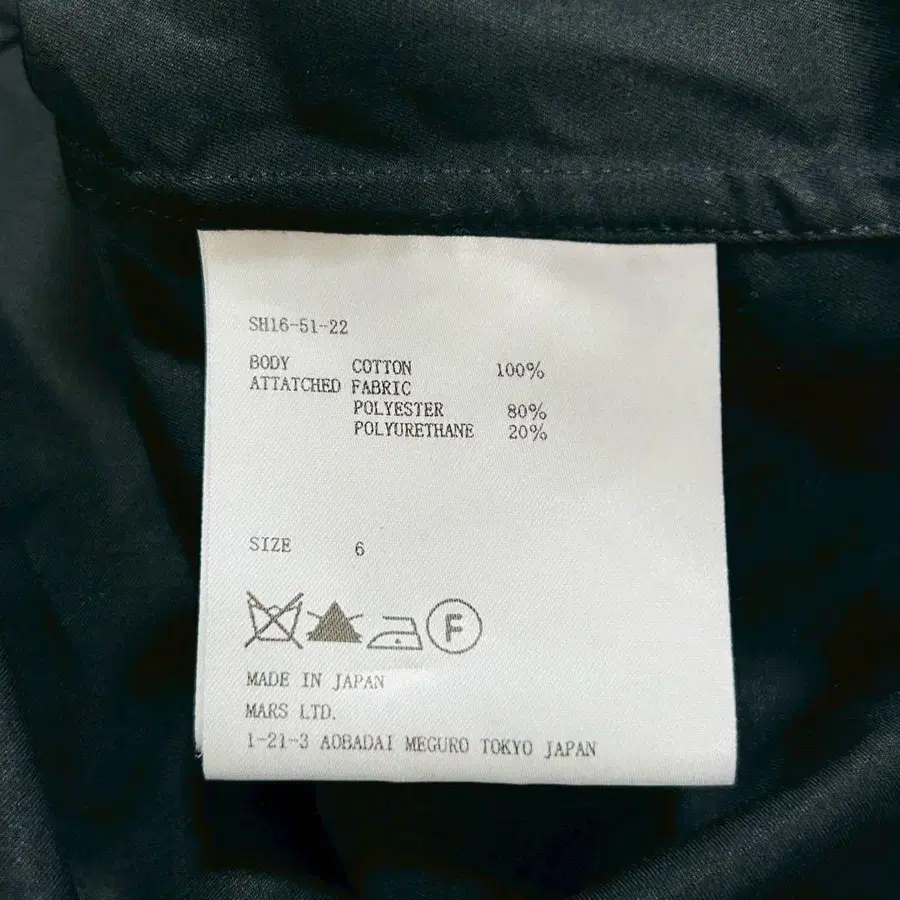 SH16-51-22
BODY COTTON 100%
ATTATCHED FABRIC
POLYESTER 80%
POLYURETHANE 20%
SIZE 6
F
MADE IN JAPAN
MARS LTD.
1-21-3 AOBADAI MEGURO TOKYO JAPAN